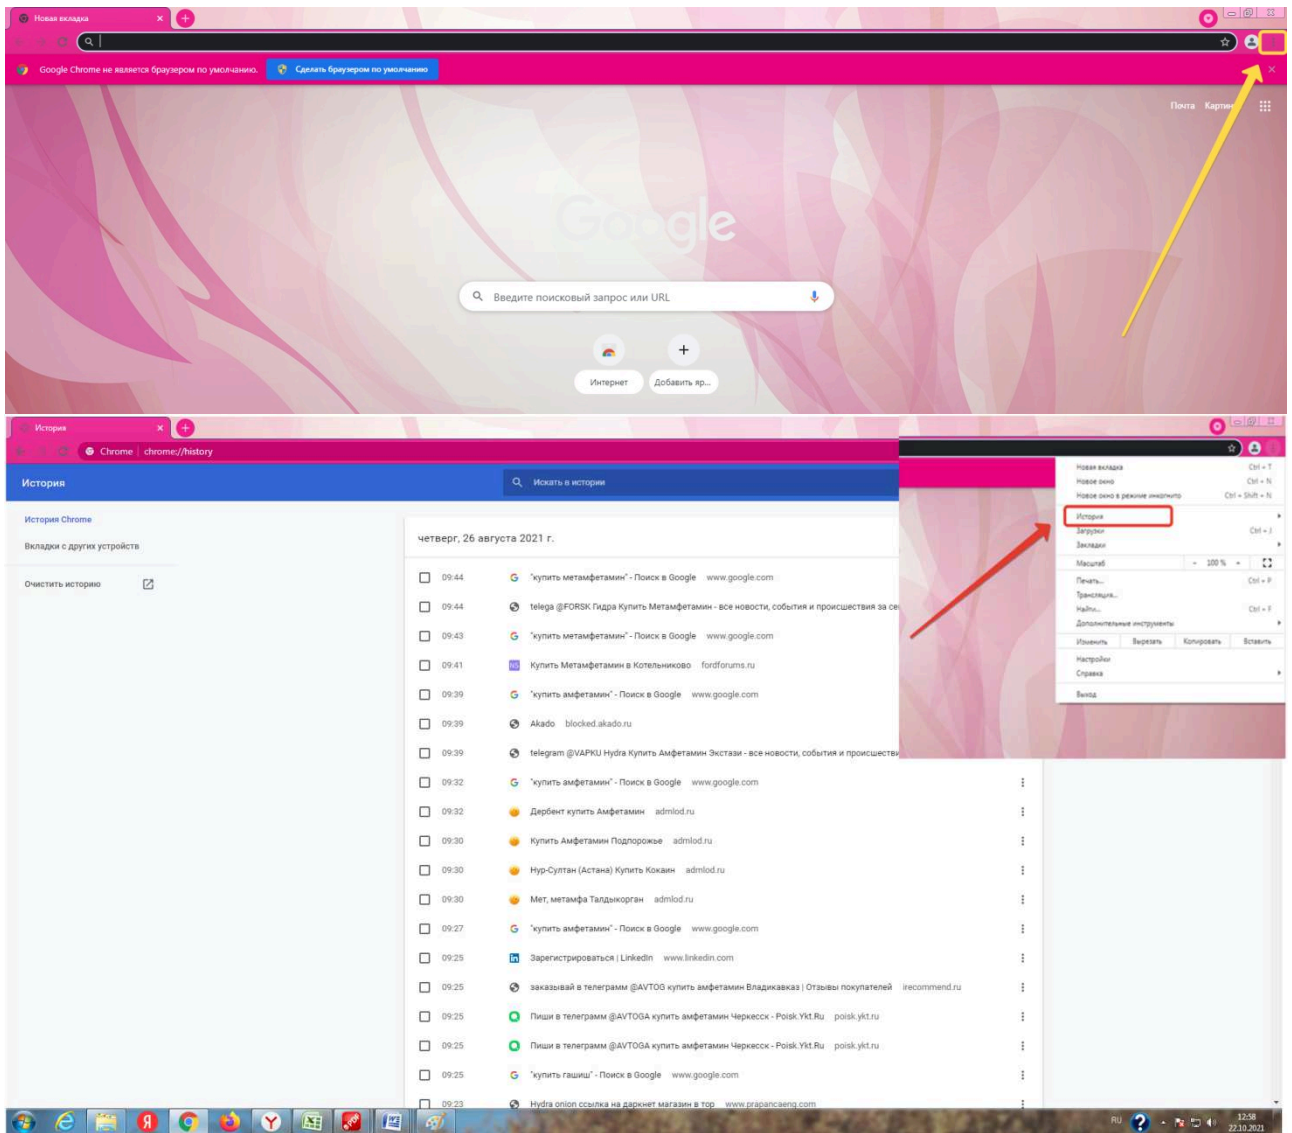 Новая вкладка
Google Chrome не является браузером по умолчанию. Сделать браузером по умолчанию
Почта
Google
Введите поисковый запрос или URL
Интернет Добавить яр...
История
Chrome chrome://history
История Искать в истории
История Chrome
Вкладки с других устройств
Очистить историю
четверг, 26 августа 2021 г.
09:44 "купить метамфетамин" - Поиск в Google www.google.com
09:44 telega @FORSK Гидра Купить Метамфетамин - все новости, события и происшествия за
09:43 "купить метамфетамин" - Поиск в Google www.google.com
09:41 Купить Метамфетамин в Котельниково fordforums.ru
09:39 "купить амфетамин" - Поиск в Google www.google.com
09:39 Akado blocked.akado.ru
09:39 telegram @VAPKU Hydra Купить Амфетамин Экстази - все новости, события и
09:32 "купить амфетамин" - Поиск в Google www.google.com
09:32 Дербент купить Амфетамин admlod.ru
09:30 Купить Амфетамин Подпорожье admlod.ru
09:30 Нур-Султан (Астана) Купить Кокаин admlod.ru
09:30 Мет, метамфа Талдыкорган admlod.ru
09:27 "купить амфетамин" - Поиск в Google www.google.com
09:25 Зарегистрироваться | LinkedIn www.linkedin.com
09:25 заказывай в телеграмм @AVTOG купить амфетамин Владикавказ | Отзывы покупателей irecommend.ru
09:25 Пиши в телеграмм @AVTOGA купить амфетамин Черкесск - Poisk.Ykt.Ru poisk.ykt.ru
09:25 Пиши в телеграмм @AVTOGA купить амфетамин Черкесск - Poisk.Ykt.Ru poisk.ykt.ru
09:25 "купить гашиш" - Поиск в Google www.google.com
09:23 Hydra onion ссылка на даркнет магазин в тор www.prapancaeng.com
Новая вкладка Ctrl + T
Новое окно Ctrl + N
Новое окно в режиме инкогнито Ctrl + Shift + N
История
Загрузки Ctrl + J
Закладки
Масштаб - 100 % +
Печать... Ctrl + P
Трансляция...
Найти... Ctrl + F
Дополнительные инструменты
Изменить Вырезать Копировать Вставить
Настройки
Справка
Выход
RU 12:58
22.10.2021